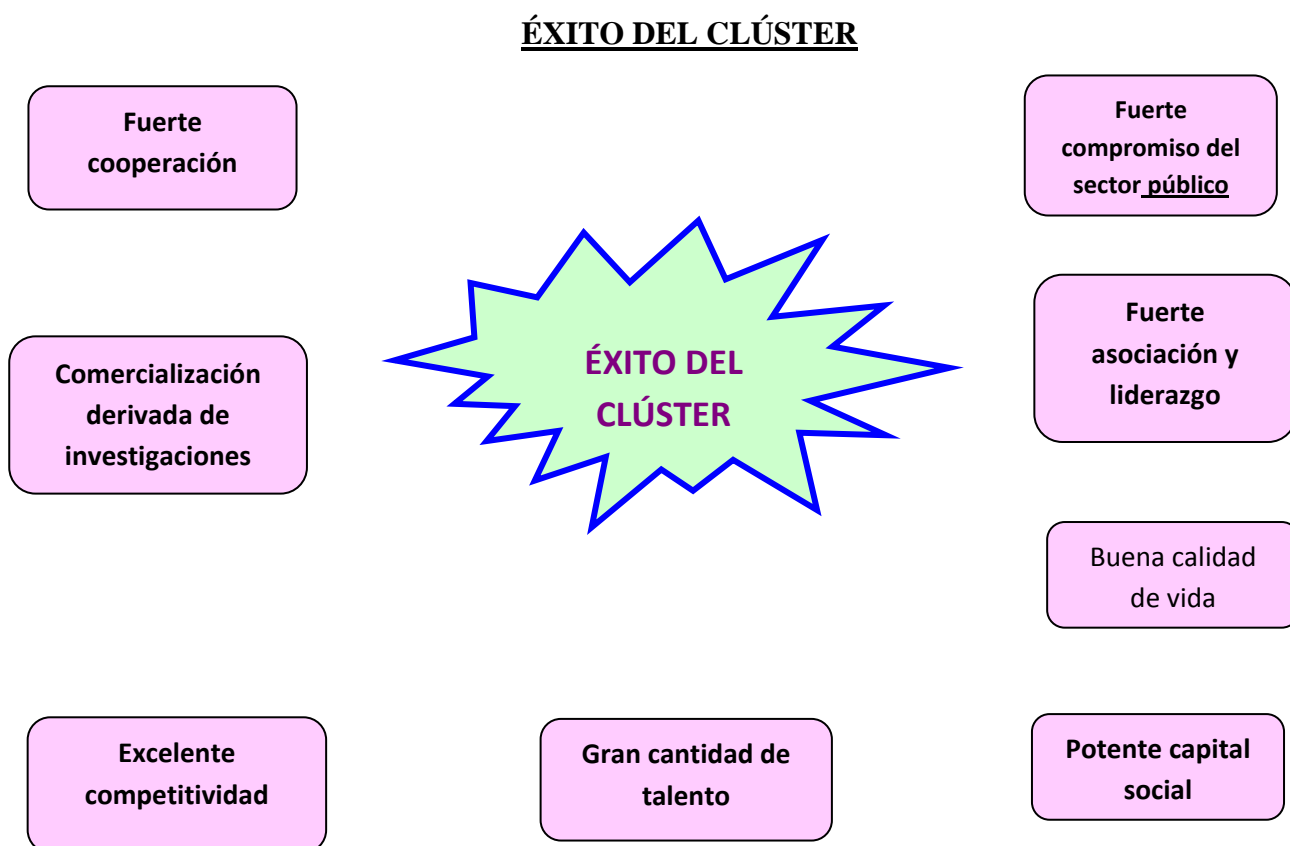 ÉXITO DEL CLÚSTER
Fuerte
cooperación
Fuerte
compromiso del
sector público
Comercialización
derivada de
investigaciones
ÉXITO DEL
CLÚSTER
Fuerte
asociación y
liderazgo
Buena calidad
de vida
Excelente
competitividad
Gran cantidad de
talento
Potente capital
social